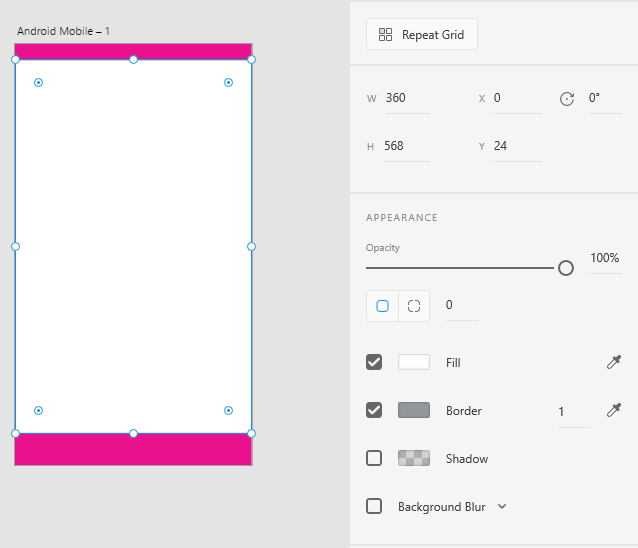 Android Mobile – 1
Repeat Grid
W 360 X 0 0°
H 568 Y 24
APPEARANCE
Opacity
100%
0
Fill
Border 1
Shadow
Background Blur